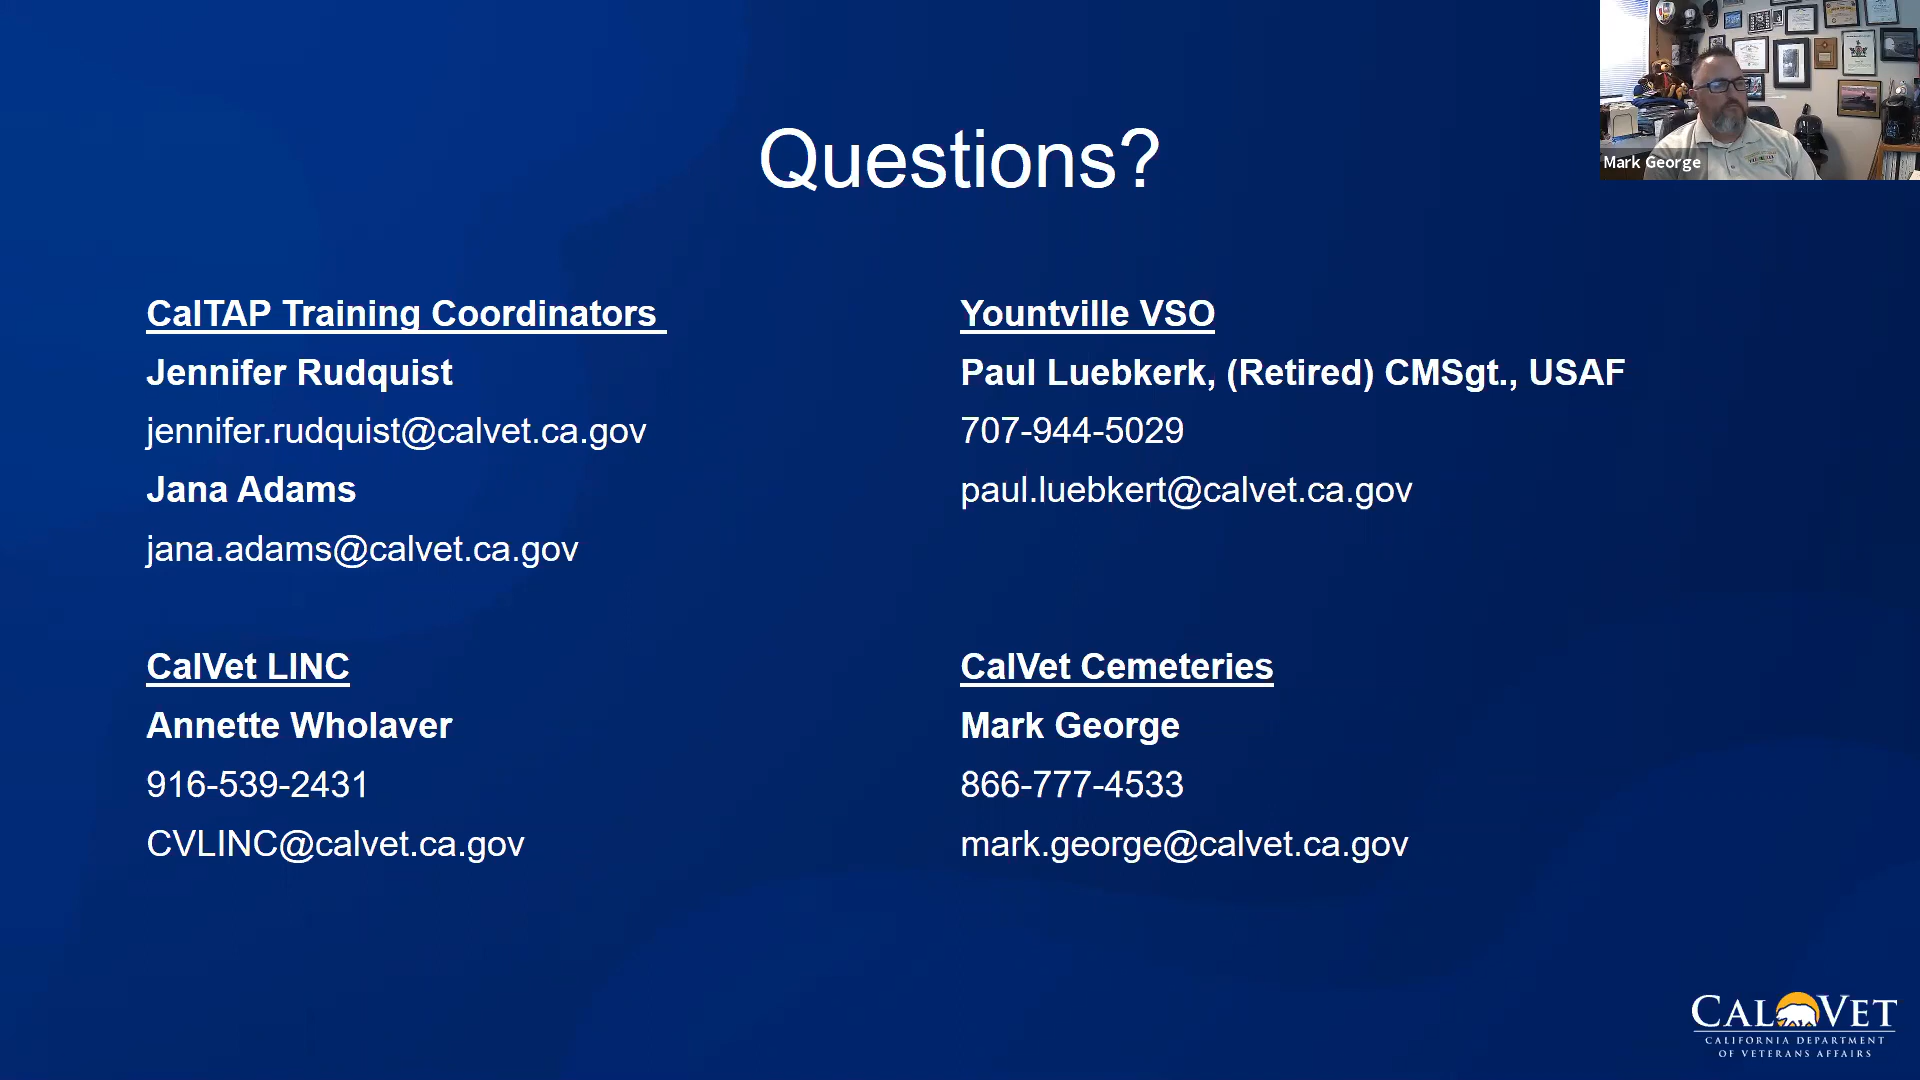 Questions?
CalTAP Training Coordinators
Jennifer Rudquist
jennifer.rudquist@calvet.ca.gov
Jana Adams
jana.adams@calvet.ca.gov
CalVet LINC
Annette Wholaver
916-539-2431
CVLINC@calvet.ca.gov
Yountville VSO
Paul Luebkerk, (Retired) CMSgt., USAF
707-944-5029
paul.luebkert@calvet.ca.gov
CalVet Cemeteries
Mark George
866-777-4533
mark.george@calvet.ca.gov
Mark George
CALVET
CALIFORNIA DEPARTMENT
OF VETERANS AFFAIRS